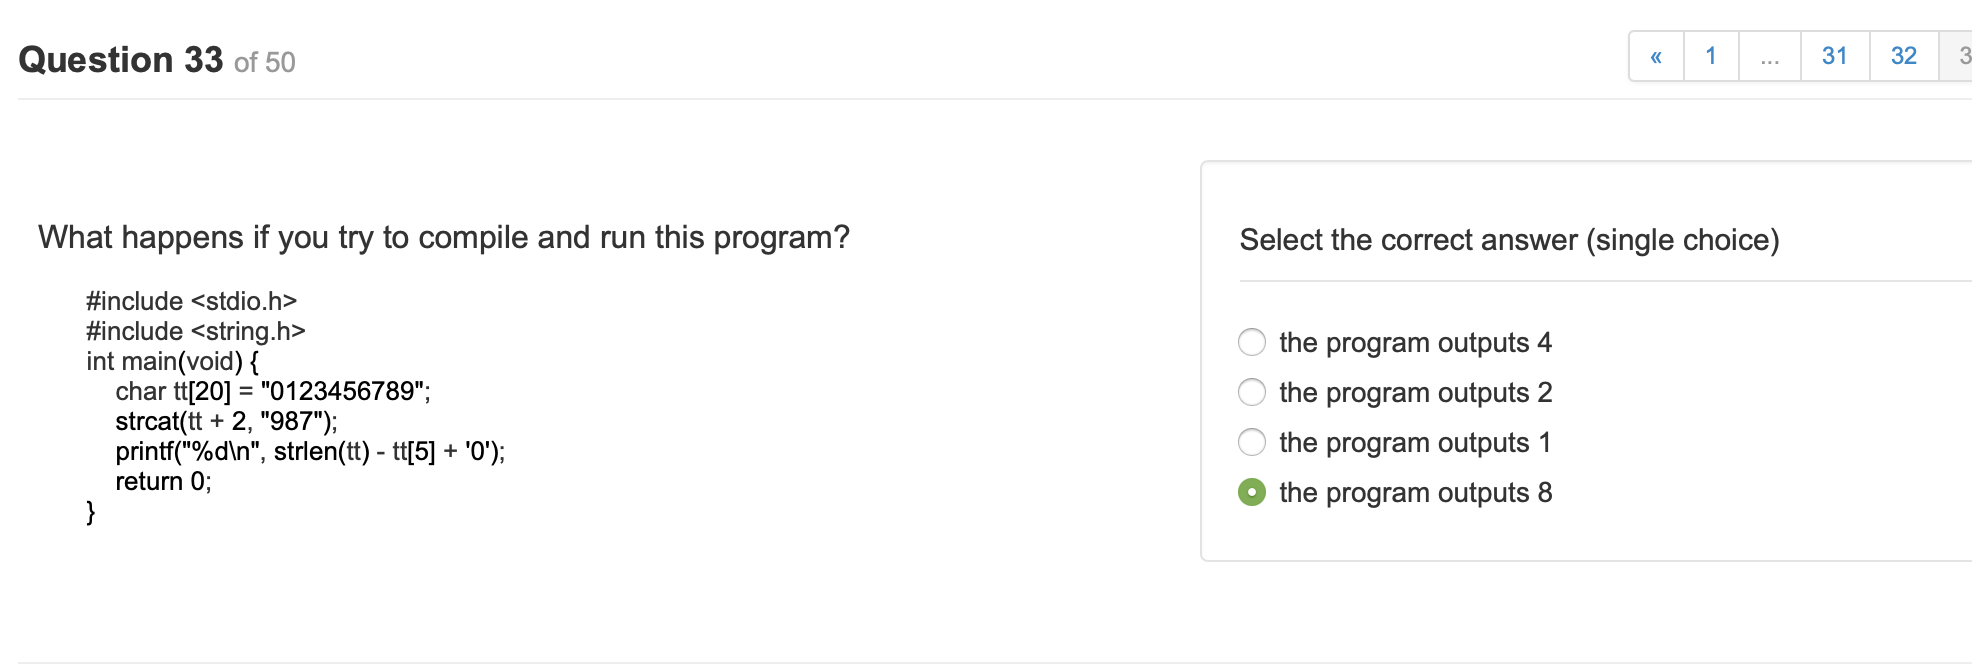 Question 33 of 50
« 1 ... 31 32 3
What happens if you try to compile and run this program?
#include <stdio.h>
#include <string.h>
int main(void) {
char tt[20] = "0123456789";
strcat(tt + 2, "987");
printf("%d\n", strlen(tt) - tt[5] + '0');
return 0;
}
Select the correct answer (single choice)
the program outputs 4
the program outputs 2
the program outputs 1
the program outputs 8